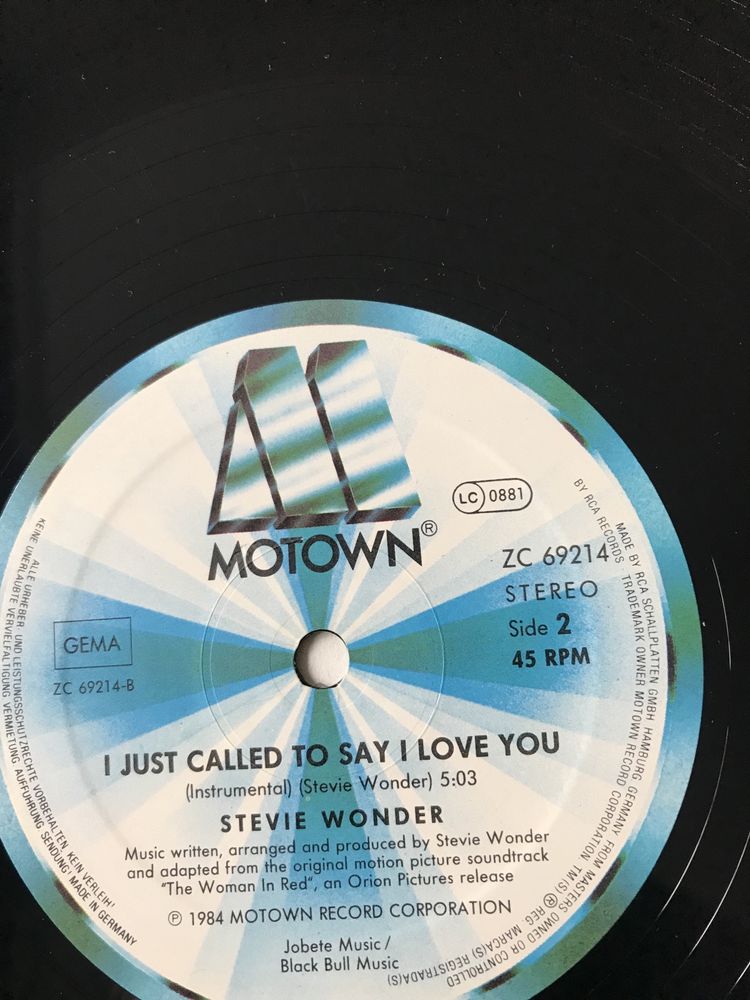 MOTOWN®
LC 0881
ZC 69214
STEREO
Side 2
45 RPM
GEMA
ZC 69214-B
I JUST CALLED TO SAY I LOVE YOU
(Instrumental) (Stevie Wonder) 5:03
STEVIE WONDER
Music written, arranged and produced by Stevie Wonder
and adapted from the original motion picture soundtrack
"The Woman In Red", an Orion Pictures release
℗ 1984 MOTOWN RECORD CORPORATION
Jobete Music /
Black Bull Music
MADE BY RCA SCHALLPLATTEN GMBH HAMBURG GERMANY FROM MASTERS OWNED OR CONTROLLED
BY RCA RECORDS TRADEMARK OWNER MOTOWN RECORD CORPORATION TM(S) ® REG MARCA(S) REGISTRADA(S)
ALLE URHEBER UND LEISTUNGSSCHUTZRECHTE VORBEHALTEN KEIN VERLEIH!
KEINE UNERLAUBTE VERVIELFÄLTIGUNG VERMIETUNG AUFFÜHRUNG SENDUNG! MADE IN GERMANY